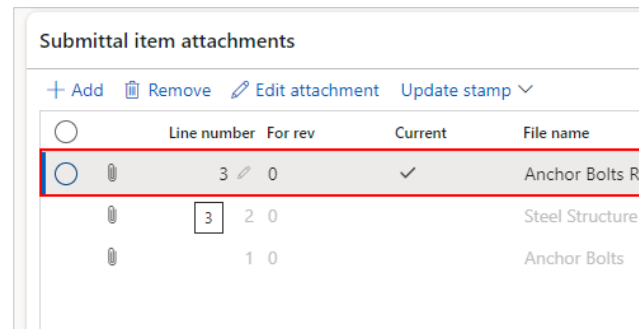 Submittal item attachments
Add Remove Edit attachment Update stamp
Line number For rev Current File name
3 0 Anchor Bolts R
3 2 0 Steel Structure
1 0 Anchor Bolts